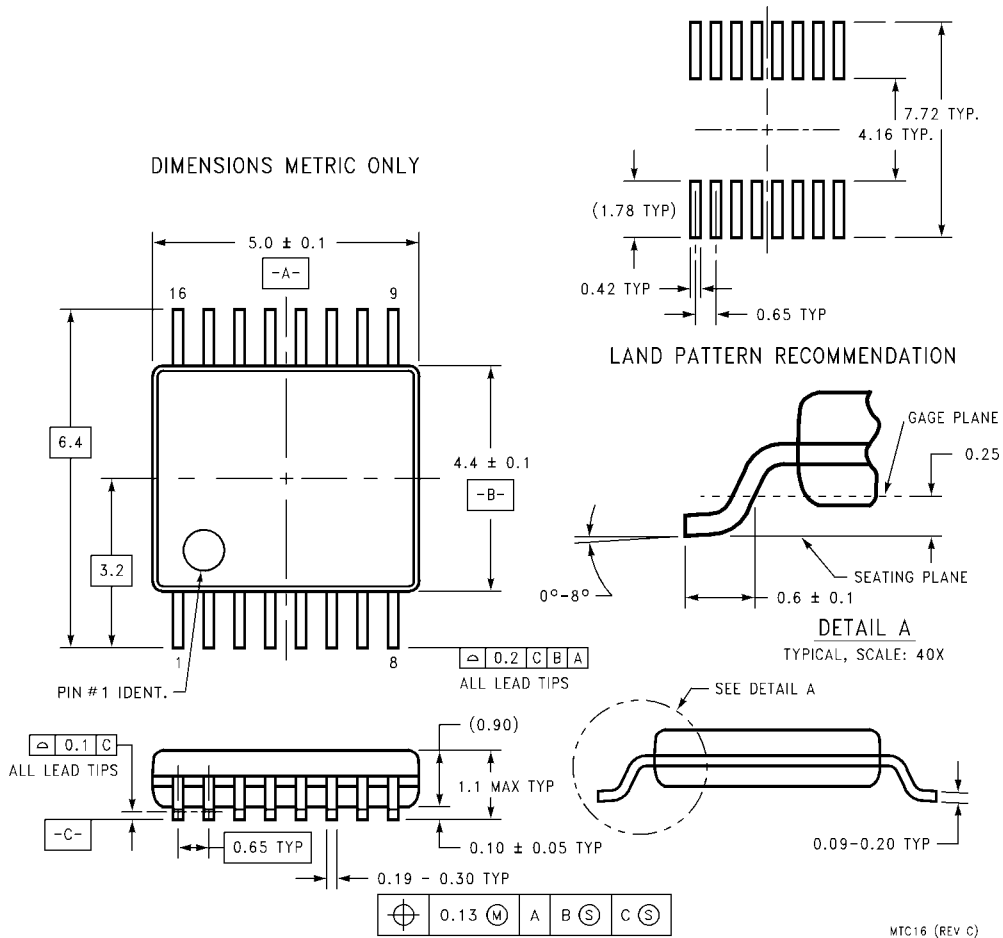 7.72 TYP.
4.16 TYP.
DIMENSIONS METRIC ONLY
(1.78 TYP)
5.0 ± 0.1
-A-
0.42 TYP
0.65 TYP
16
9
LAND PATTERN RECOMMENDATION
GAGE PLANE
6.4
4.4 ± 0.1
0.25
-B-
3.2
SEATING PLANE
0°-8°
0.6 ± 0.1
DETAIL A
TYPICAL, SCALE: 40X
1
8
⌓ 0.2 C B A
ALL LEAD TIPS
PIN #1 IDENT.
SEE DETAIL A
(0.90)
⌓ 0.1 C
ALL LEAD TIPS
1.1 MAX TYP
-C-
0.65 TYP
0.10 ± 0.05 TYP
0.09-0.20 TYP
0.19 - 0.30 TYP
⌖ 0.13 Ⓜ A B Ⓢ C Ⓢ
MTC16 (REV C)